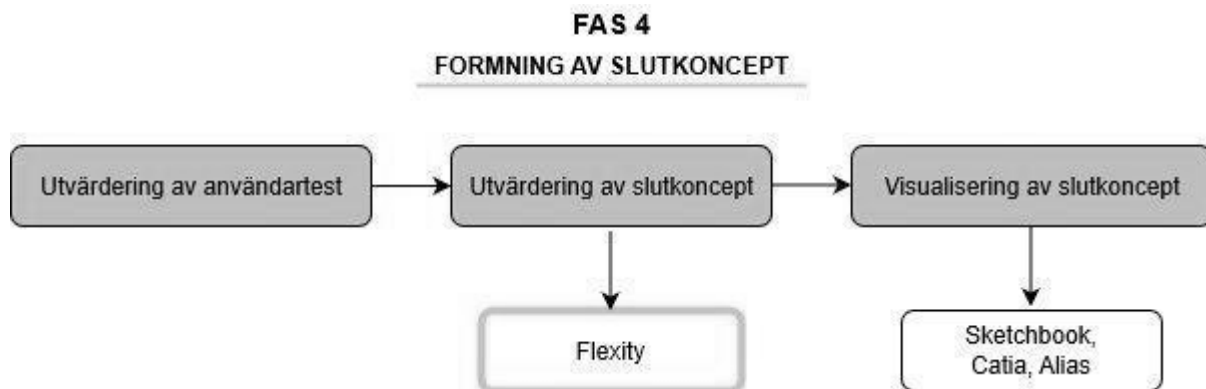 FAS 4
FORMNING AV SLUTKONCEPT
Utvärdering av användartest
Utvärdering av slutkoncept
Visualisering av slutkoncept
Flexity
Sketchbook,
Catia, Alias